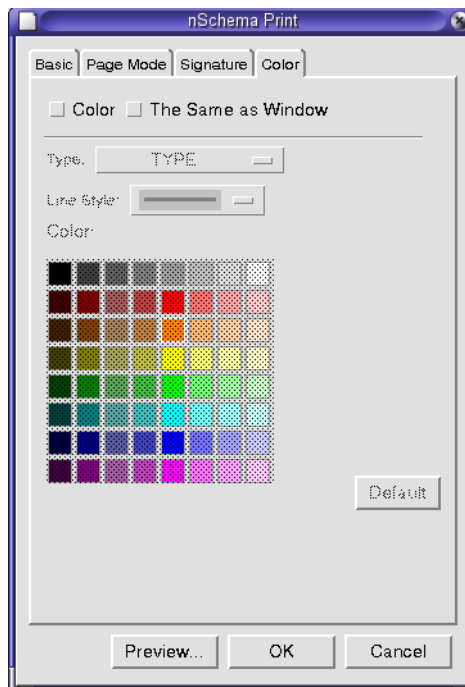 nSchema Print
Basic Page Mode Signature Color
Color The Same as Window
Type: TYPE
Line Style:
Color:
Default
Preview... OK Cancel